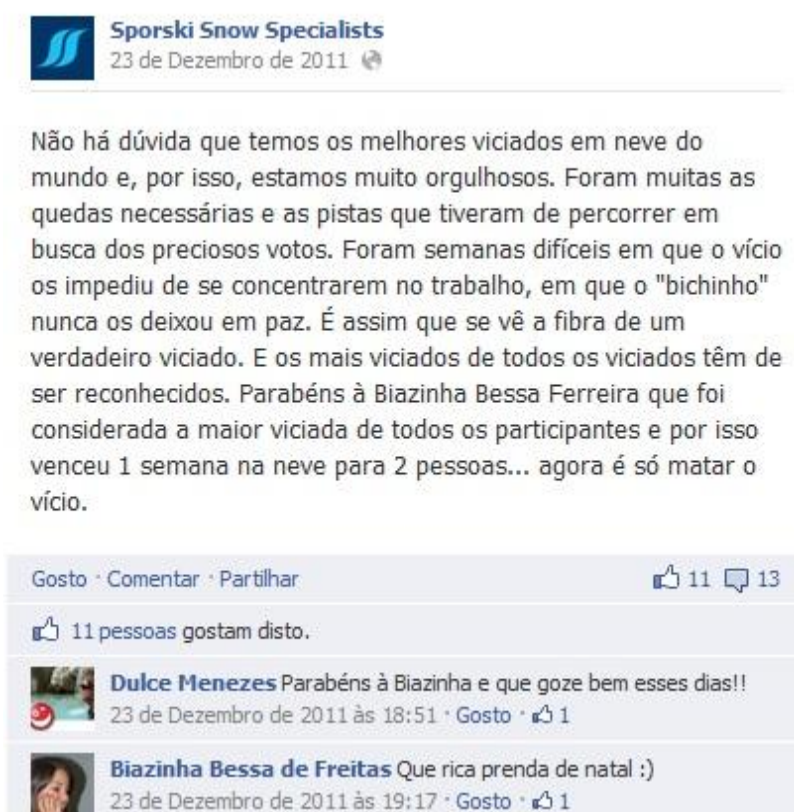 Sporski Snow Specialists
23 de Dezembro de 2011
Não há dúvida que temos os melhores viciados em neve do
mundo e, por isso, estamos muito orgulhosos. Foram muitas as
quedas necessárias e as pistas que tiveram de percorrer em
busca dos preciosos votos. Foram semanas difíceis em que o vício
os impediu de se concentrarem no trabalho, em que o "bichinho"
nunca os deixou em paz. É assim que se vê a fibra de um
verdadeiro viciado. E os mais viciados de todos os viciados têm de
ser reconhecidos. Parabéns à Biazinha Bessa Ferreira que foi
considerada a maior viciada de todos os participantes e por isso
venceu 1 semana na neve para 2 pessoas... agora é só matar o
vício.
Gosto · Comentar · Partilhar 11 13
11 pessoas gostam disto.
Dulce Menezes Parabéns à Biazinha e que goze bem esses dias!!
23 de Dezembro de 2011 às 18:51 · Gosto · 1
Biazinha Bessa de Freitas Que rica prenda de natal :)
23 de Dezembro de 2011 às 19:17 · Gosto · 1